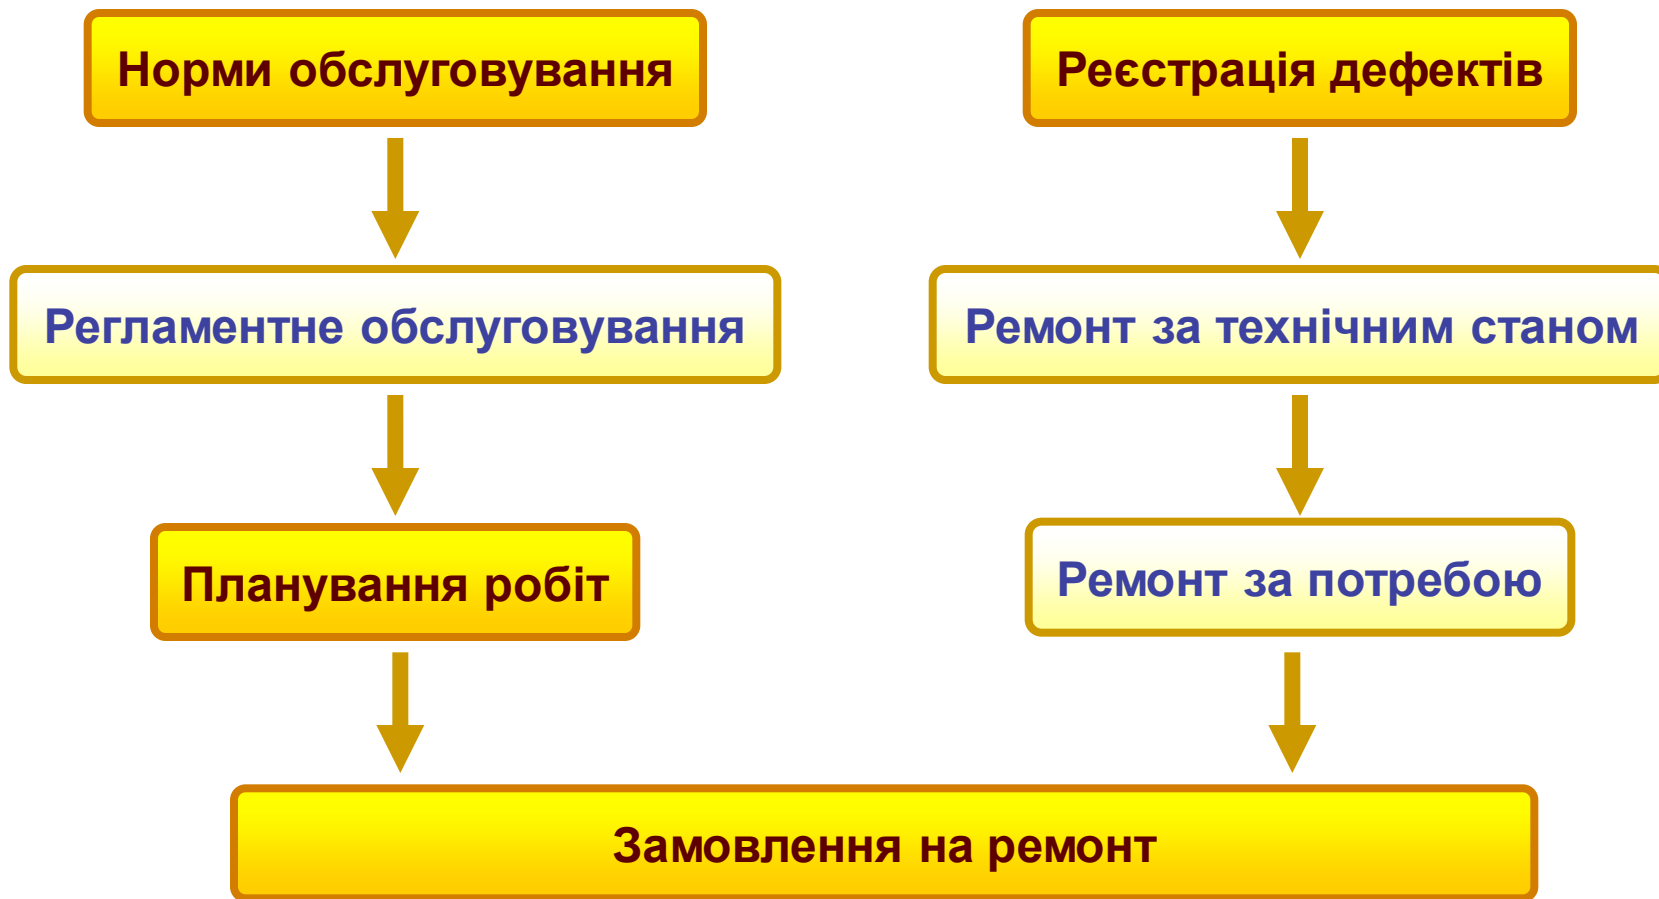 Норми обслуговування
Реєстрація дефектів
Регламентне обслуговування
Ремонт за технічним станом
Планування робіт
Ремонт за потребою
Замовлення на ремонт